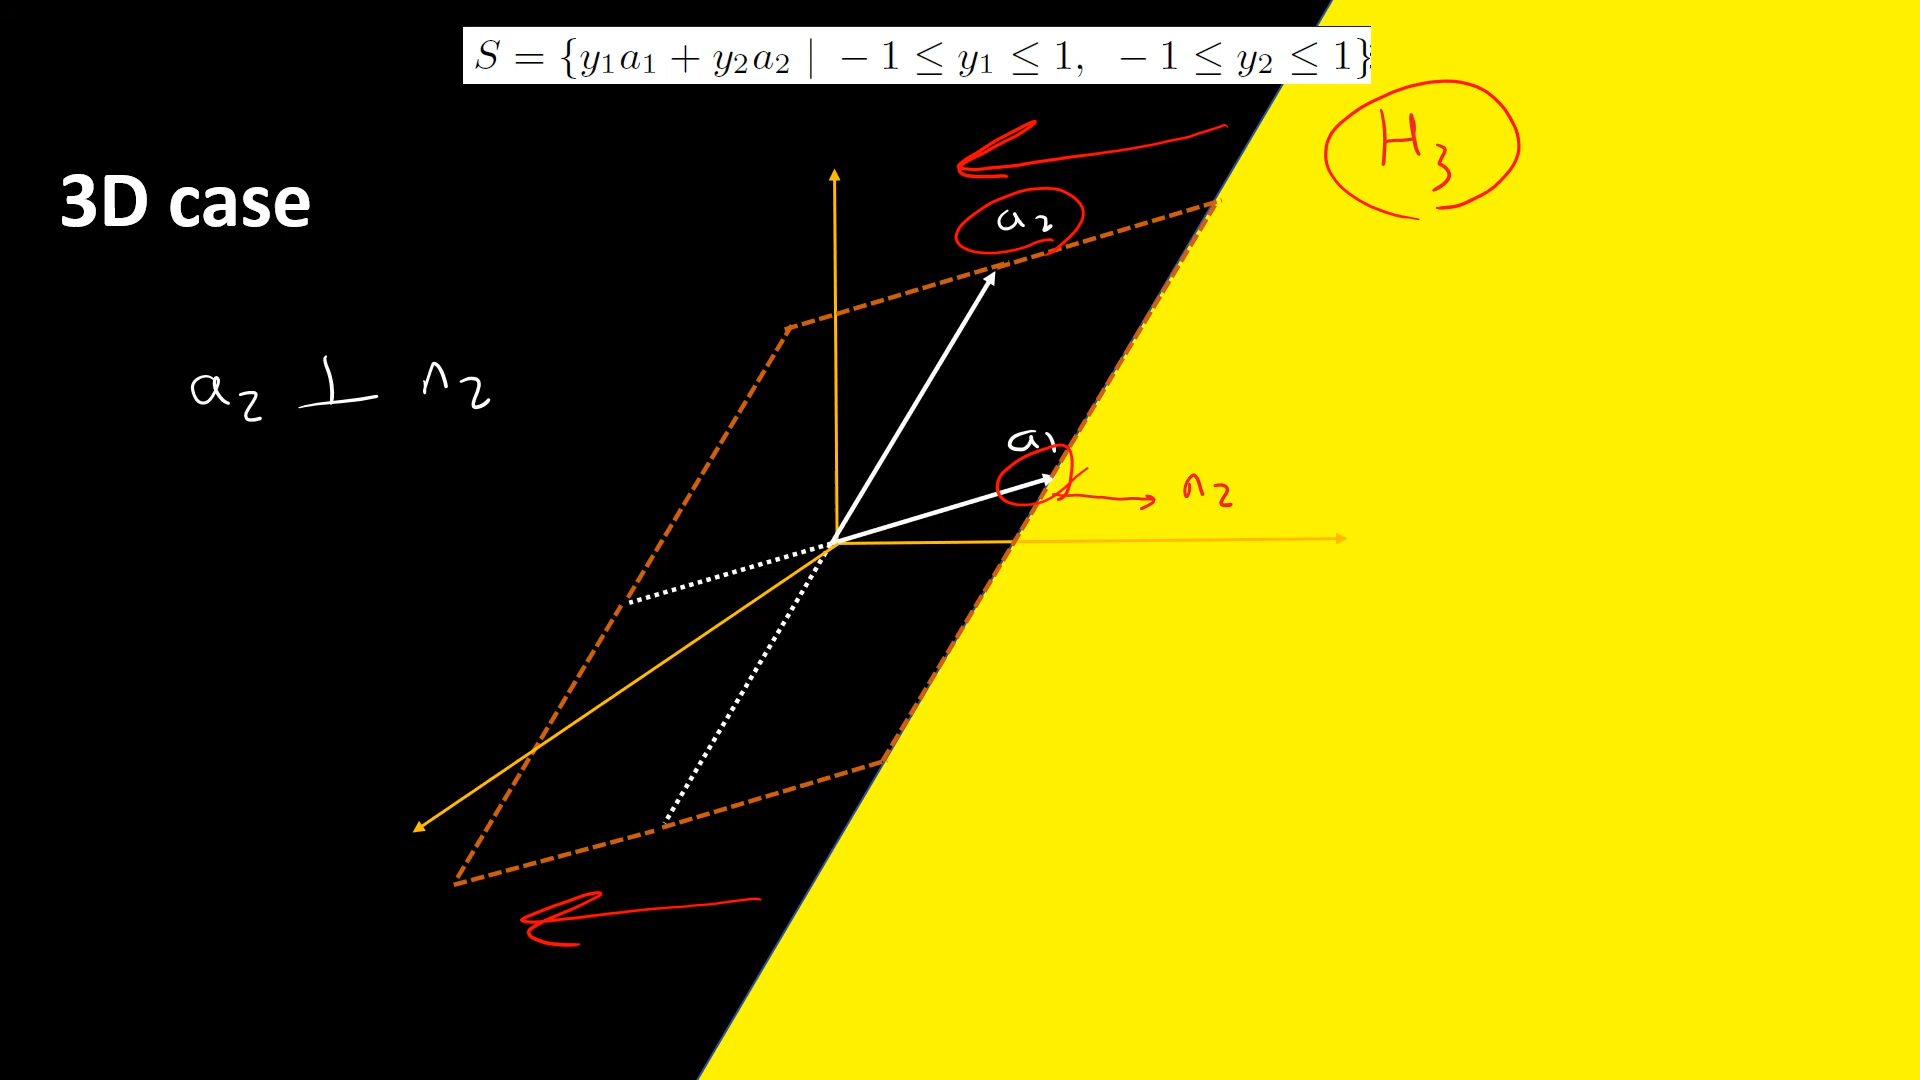 S = {y₁a₁ + y₂a₂ | − 1 ≤ y₁ ≤ 1, − 1 ≤ y₂ ≤ 1}
H₃
3D case
a₂
a₂ ⊥ n₂
a₁
n₂